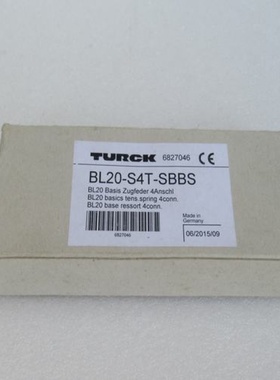 TURCK 6827046 CE
BL20-S4T-SBBS
BL20 Basis Zugfeder 4Anschl
BL20 basics tens.spring 4conn.
BL20 base ressort 4conn.
6827046
Made in
Germany
06/2015/09